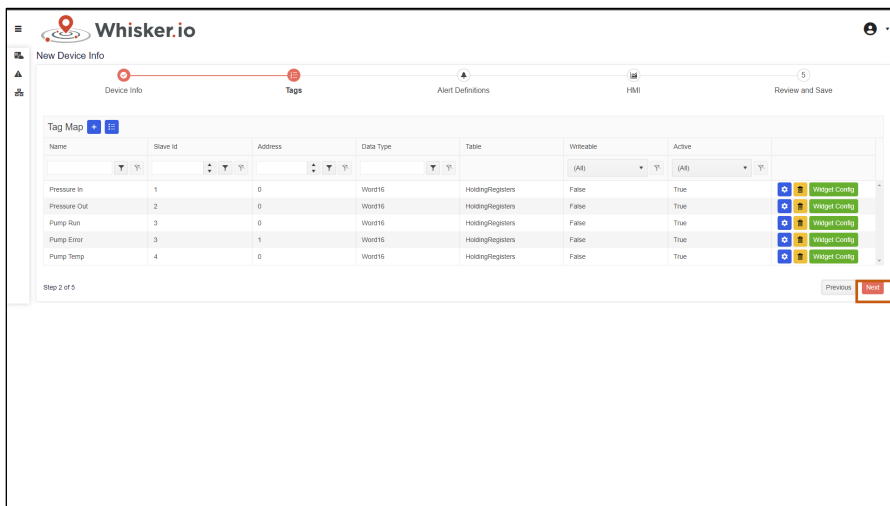 Whisker.io
New Device Info
5
Device Info Tags Alert Definitions HMI Review and Save
Tag Map +
Name Slave Id Address Data Type Table Writeable Active
(All) (All)
Pressure In 1 0 Word16 HoldingRegisters False True Widget Config
Pressure Out 2 0 Word16 HoldingRegisters False True Widget Config
Pump Run 3 0 Word16 HoldingRegisters False True Widget Config
Pump Error 3 1 Word16 HoldingRegisters False True Widget Config
Pump Temp 4 0 Word16 HoldingRegisters False True Widget Config
Step 2 of 5 Previous Next